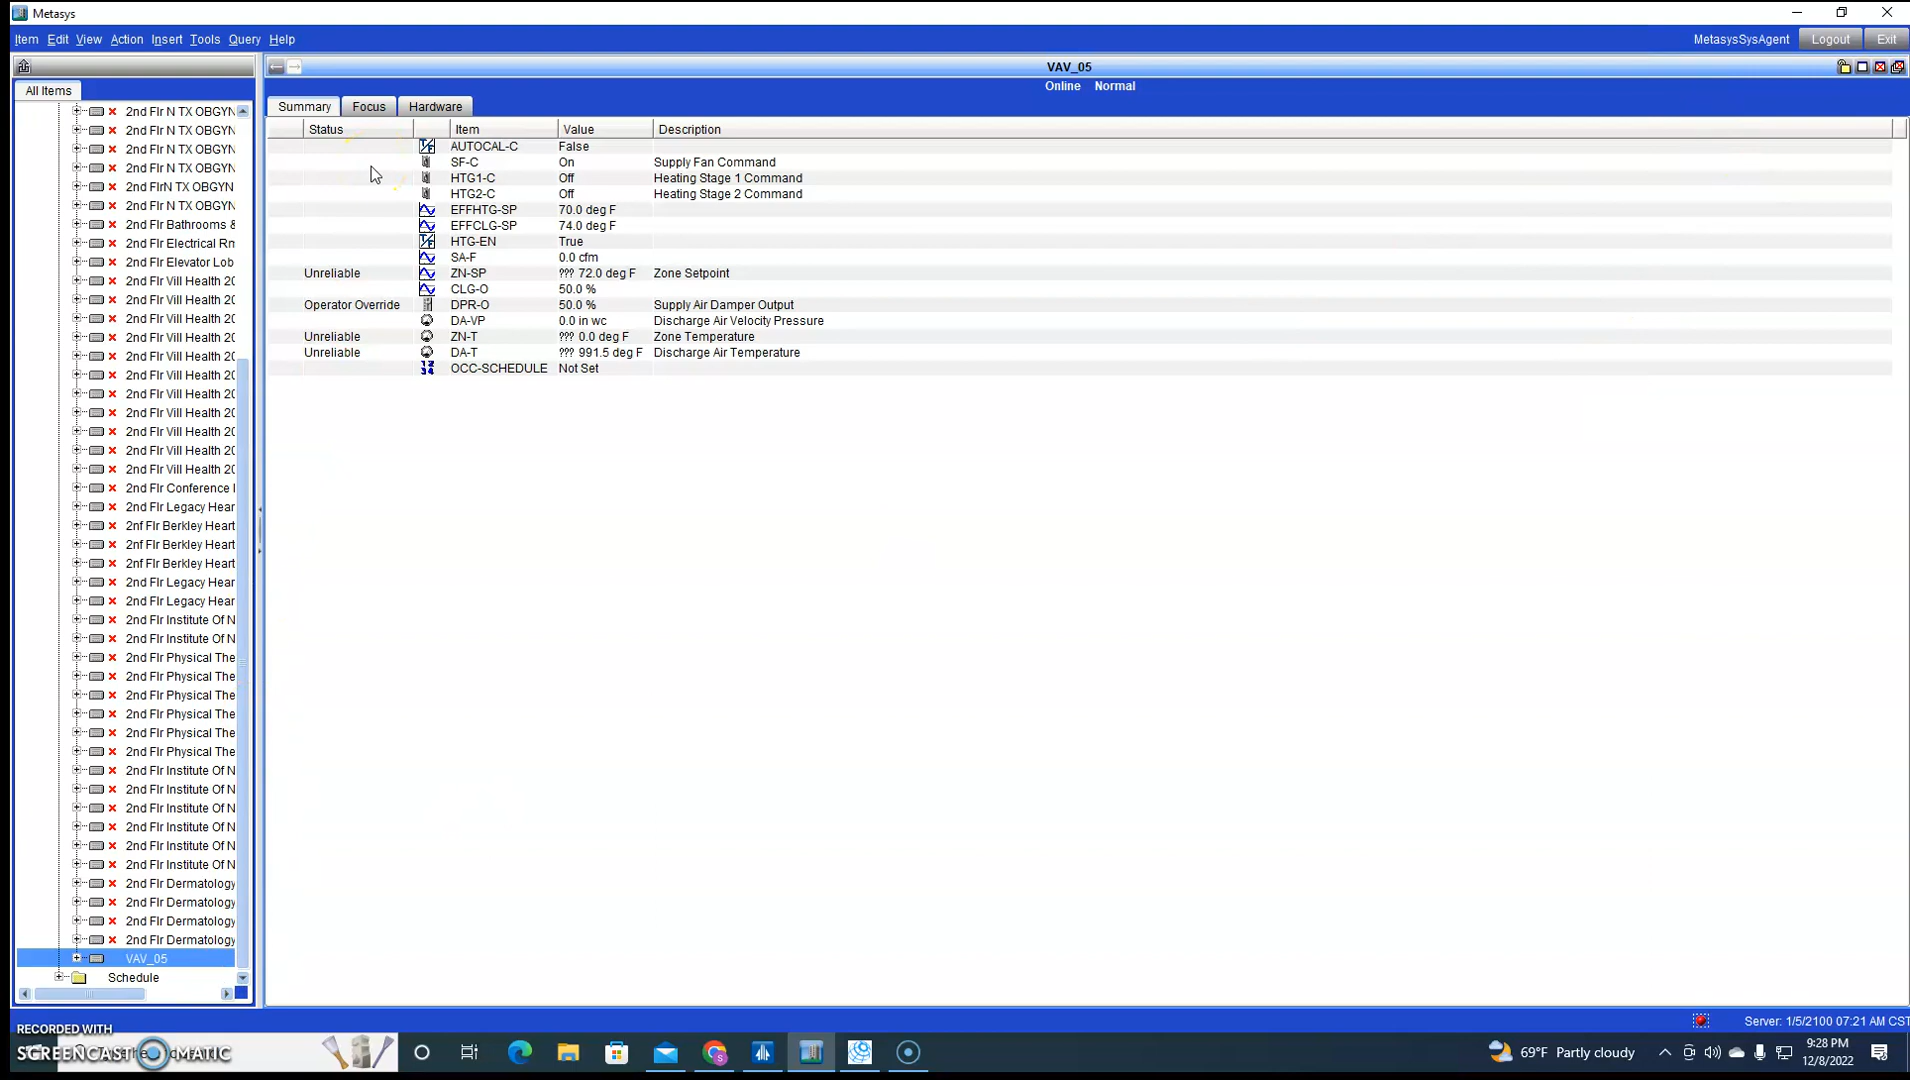 Metasys
Item Edit View Action Insert Tools Query Help
MetasysSysAgent Logout Exit
VAV_05
Online Normal
All Items
Summary Focus Hardware
Status Item Value Description
AUTOCAL-C False
SF-C On Supply Fan Command
HTG1-C Off Heating Stage 1 Command
HTG2-C Off Heating Stage 2 Command
EFFHTG-SP 70.0 deg F
EFFCLG-SP 74.0 deg F
HTG-EN True
SA-F 0.0 cfm
Unreliable ZN-SP ??? 72.0 deg F Zone Setpoint
CLG-O 50.0 %
Operator Override DPR-O 50.0 % Supply Air Damper Output
DA-VP 0.0 in wc Discharge Air Velocity Pressure
Unreliable ZN-T ??? 0.0 deg F Zone Temperature
Unreliable DA-T ??? 991.5 deg F Discharge Air Temperature
OCC-SCHEDULE Not Set
2nd Flr N TX OBGYN
2nd Flr N TX OBGYN
2nd Flr N TX OBGYN
2nd Flr N TX OBGYN
2nd FlrN TX OBGYN
2nd Flr N TX OBGYN
2nd Flr Bathrooms &
2nd Flr Electrical Rm
2nd Flr Elevator Lob
2nd Flr Vill Health 20
2nd Flr Vill Health 20
2nd Flr Vill Health 20
2nd Flr Vill Health 20
2nd Flr Vill Health 20
2nd Flr Vill Health 20
2nd Flr Vill Health 20
2nd Flr Vill Health 20
2nd Flr Vill Health 20
2nd Flr Vill Health 20
2nd Flr Vill Health 20
2nd Flr Conference
2nd Flr Legacy Hear
2nf Flr Berkley Heart
2nf Flr Berkley Heart
2nf Flr Berkley Heart
2nd Flr Legacy Hear
2nd Flr Legacy Hear
2nd Flr Institute Of N
2nd Flr Institute Of N
2nd Flr Physical The
2nd Flr Physical The
2nd Flr Physical The
2nd Flr Physical The
2nd Flr Physical The
2nd Flr Physical The
2nd Flr Institute Of N
2nd Flr Institute Of N
2nd Flr Institute Of N
2nd Flr Institute Of N
2nd Flr Institute Of N
2nd Flr Institute Of N
2nd Flr Dermatology
2nd Flr Dermatology
2nd Flr Dermatology
2nd Flr Dermatology
VAV_05
Schedule
Server: 1/5/2100 07:21 AM CST
RECORDED WITH
SCREENCAST MATIC
69°F Partly cloudy
9:28 PM
12/8/2022